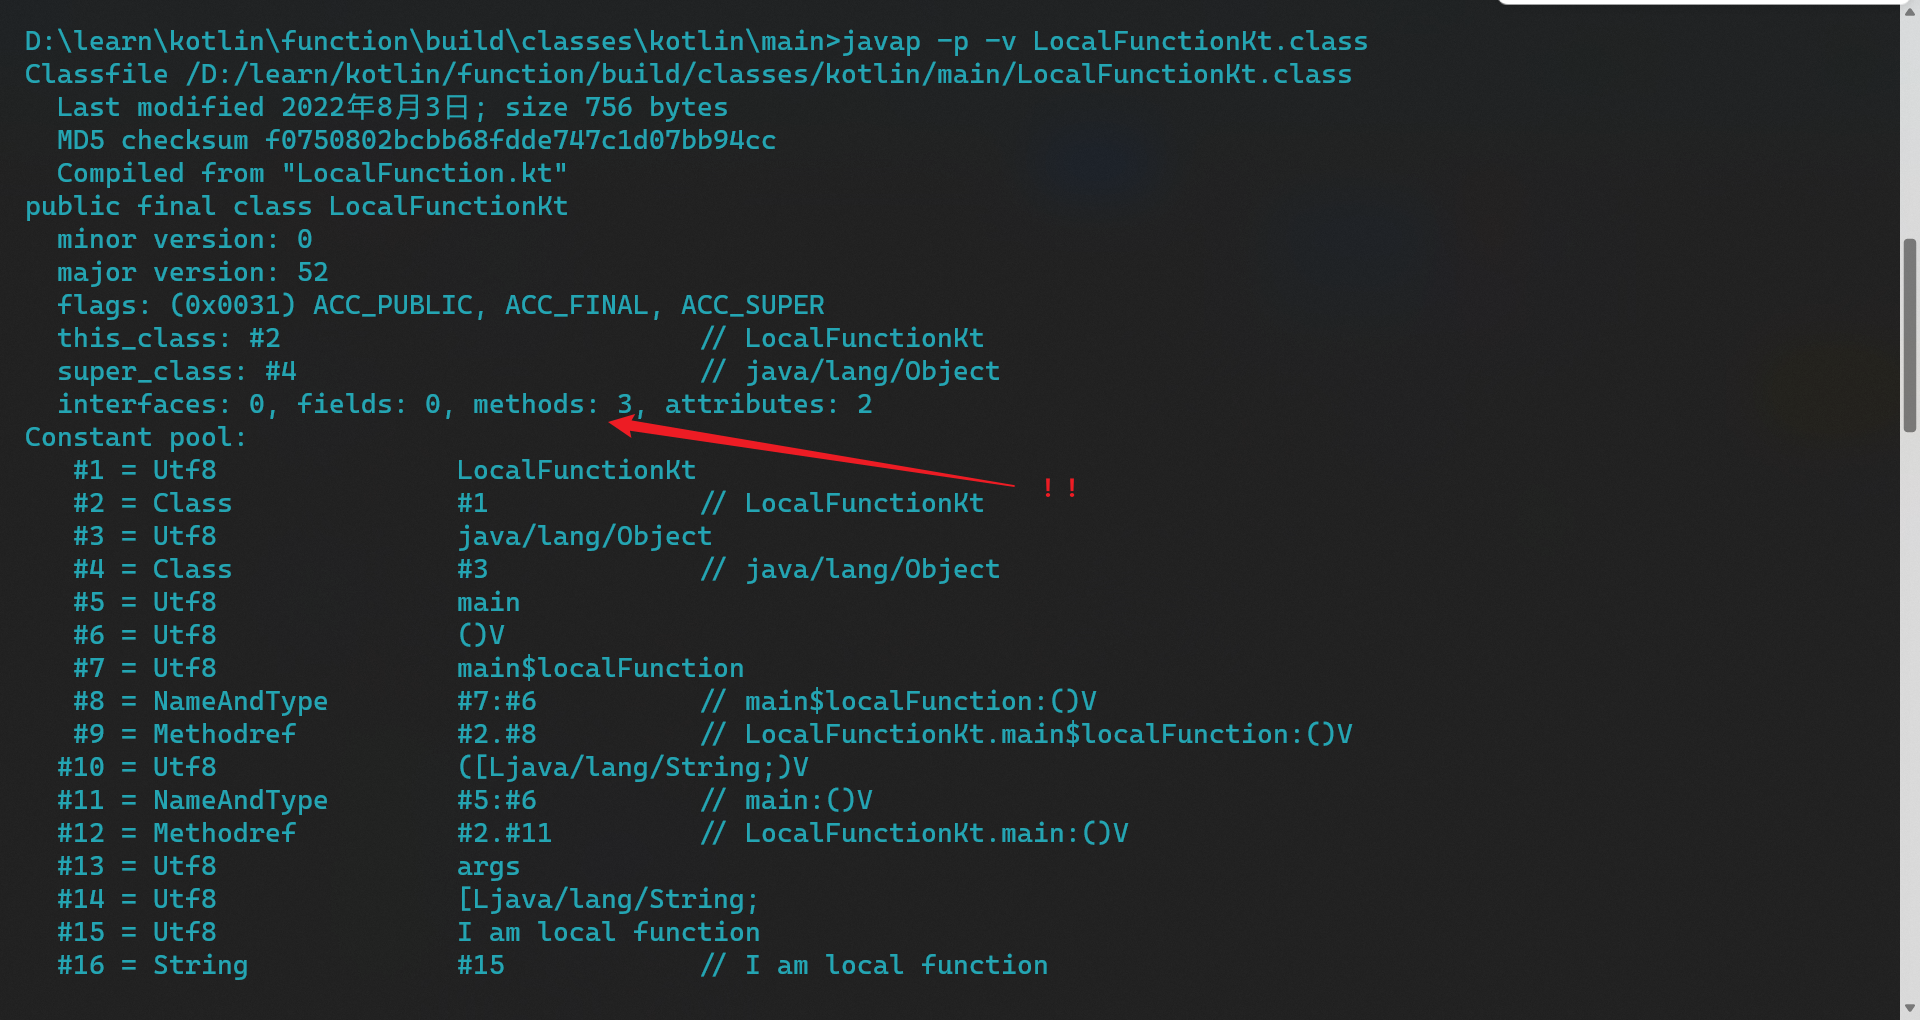 D:\learn\kotlin\function\build\classes\kotlin\main>javap -p -v LocalFunctionKt.class
Classfile /D:/learn/kotlin/function/build/classes/kotlin/main/LocalFunctionKt.class
  Last modified 2022年8月3日; size 756 bytes
  MD5 checksum f0750802bcbb68fdde747c1d07bb94cc
  Compiled from "LocalFunction.kt"
public final class LocalFunctionKt
  minor version: 0
  major version: 52
  flags: (0x0031) ACC_PUBLIC, ACC_FINAL, ACC_SUPER
  this_class: #2                          // LocalFunctionKt
  super_class: #4                         // java/lang/Object
  interfaces: 0, fields: 0, methods: 3, attributes: 2
Constant pool:
   #1 = Utf8               LocalFunctionKt
!!
   #2 = Class              #1             // LocalFunctionKt
   #3 = Utf8               java/lang/Object
   #4 = Class              #3             // java/lang/Object
   #5 = Utf8               main
   #6 = Utf8               ()V
   #7 = Utf8               main$localFunction
   #8 = NameAndType        #7:#6          // main$localFunction:()V
   #9 = Methodref          #2.#8          // LocalFunctionKt.main$localFunction:()V
  #10 = Utf8               ([Ljava/lang/String;)V
  #11 = NameAndType        #5:#6          // main:()V
  #12 = Methodref          #2.#11         // LocalFunctionKt.main:()V
  #13 = Utf8               args
  #14 = Utf8               [Ljava/lang/String;
  #15 = Utf8               I am local function
  #16 = String             #15            // I am local function